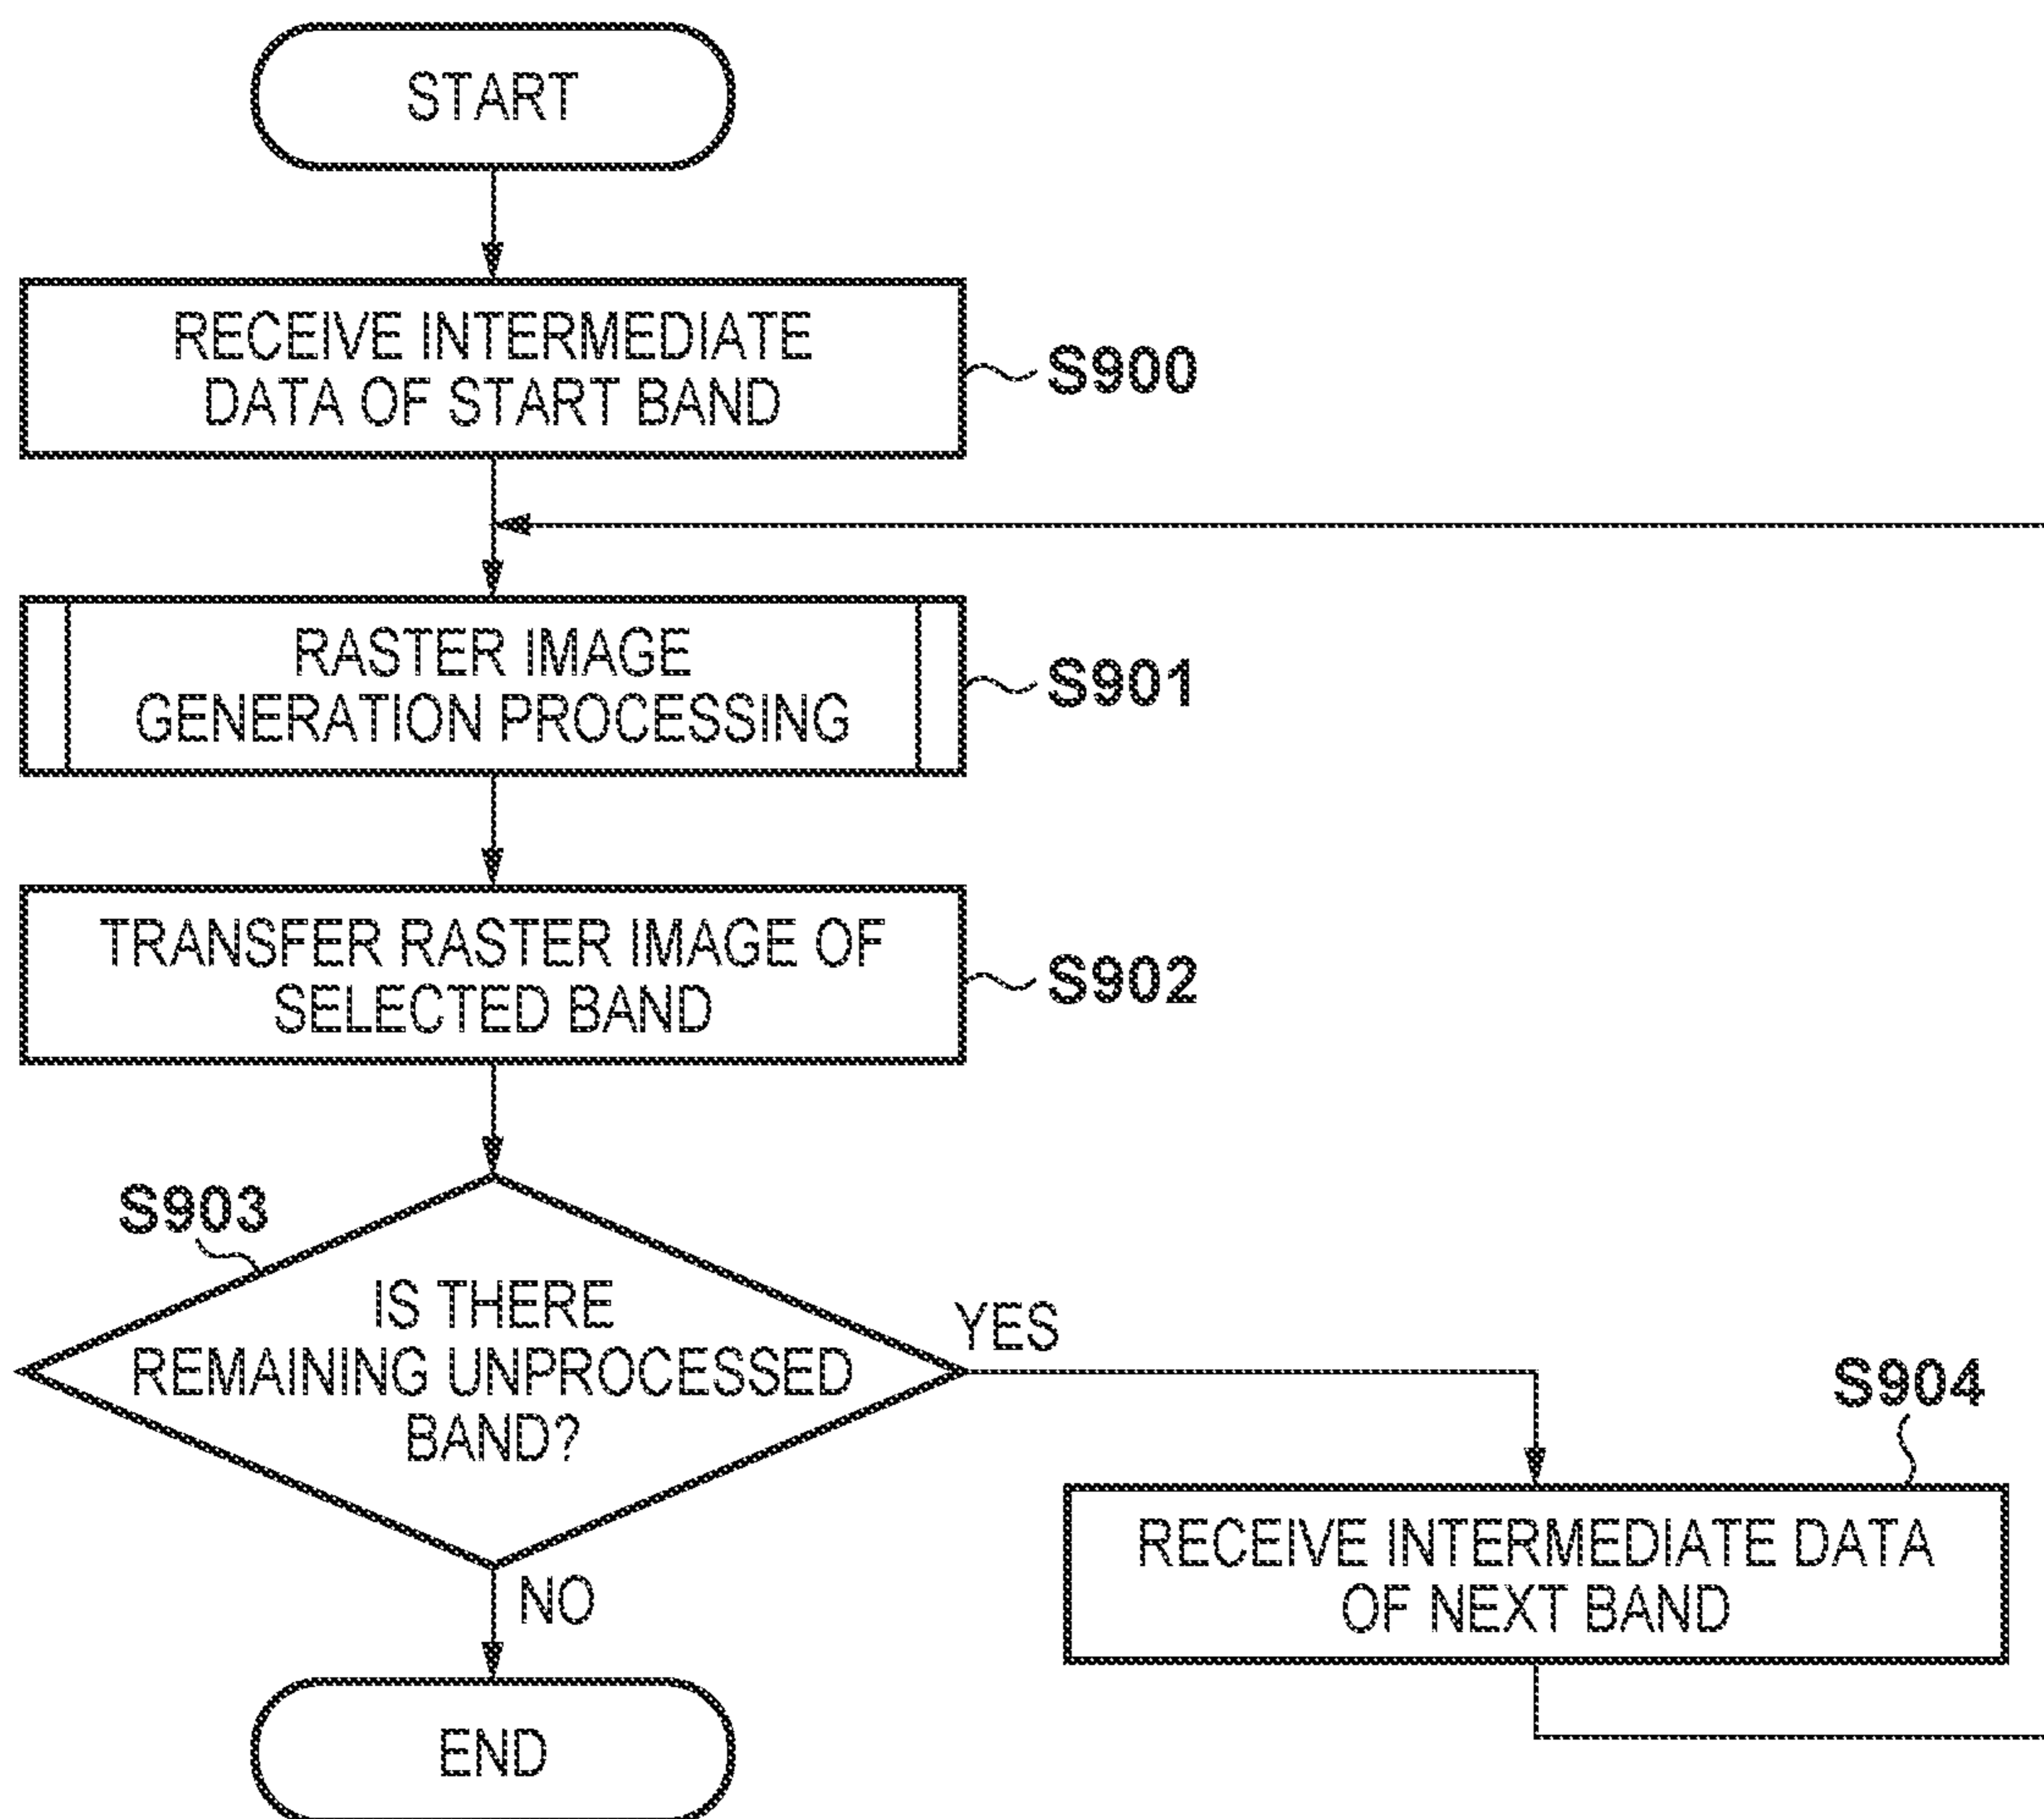 START
RECEIVE INTERMEDIATE
DATA OF START BAND
S900
RASTER IMAGE
GENERATION PROCESSING
S901
TRANSFER RASTER IMAGE OF
SELECTED BAND
S902
S903
IS THERE
REMAINING UNPROCESSED
BAND?
YES
S904
RECEIVE INTERMEDIATE DATA
OF NEXT BAND
NO
END